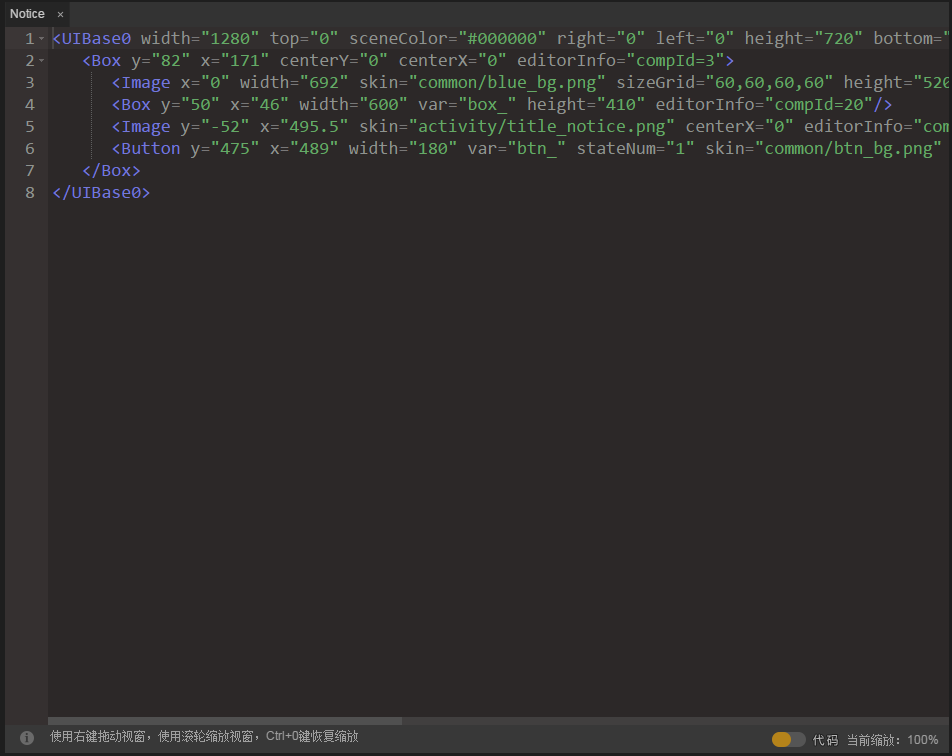 Notice ×
1 <UIBase0 width="1280" top="0" sceneColor="#000000" right="0" left="0" height="720" bottom="
2 <Box y="82" x="171" centerY="0" centerX="0" editorInfo="compId=3">
3 <Image x="0" width="692" skin="common/blue_bg.png" sizeGrid="60,60,60,60" height="520
4 <Box y="50" x="46" width="600" var="box_" height="410" editorInfo="compId=20"/>
5 <Image y="-52" x="495.5" skin="activity/title_notice.png" centerX="0" editorInfo="com
6 <Button y="475" x="489" width="180" var="btn_" stateNum="1" skin="common/btn_bg.png"
7 </Box>
8 </UIBase0>
使用右键拖动视窗，使用滚轮缩放视窗，Ctrl+0键恢复缩放 代码 当前缩放：100%